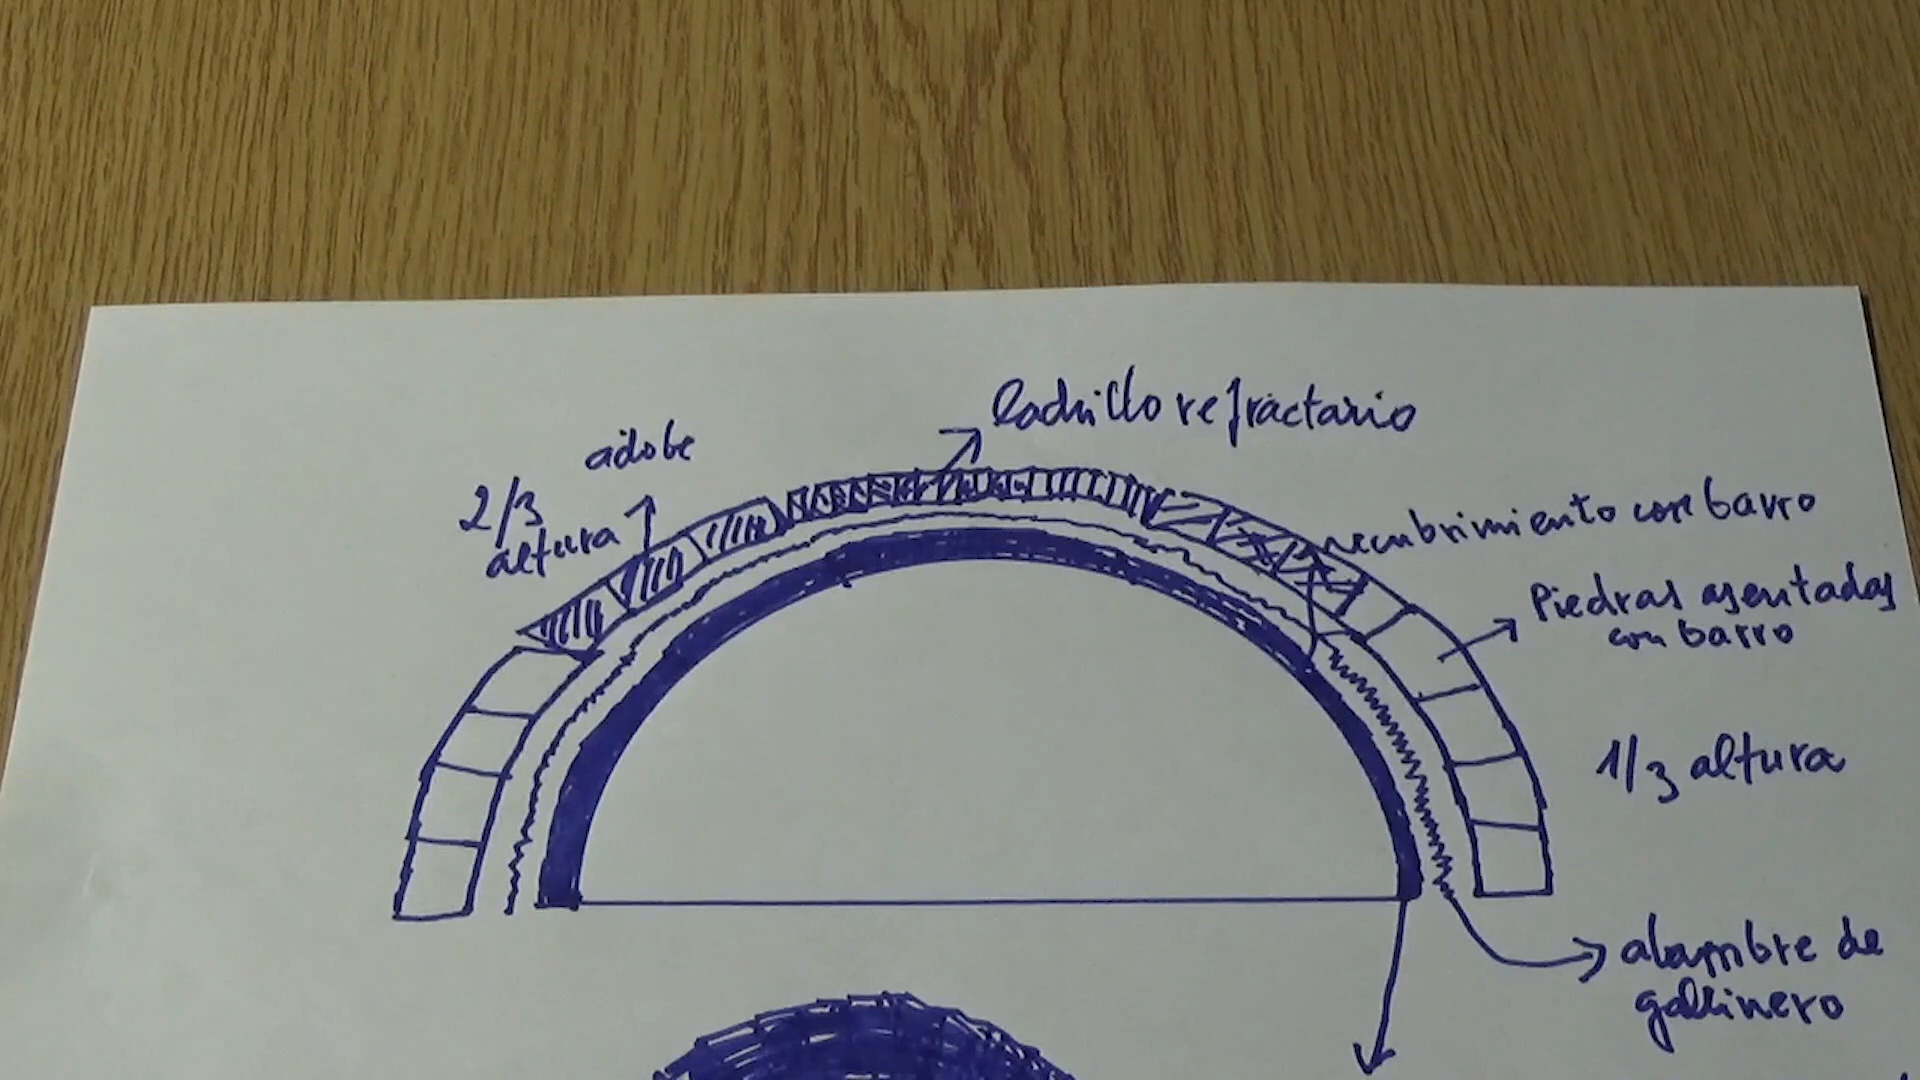 Ladrillo refractario
adobe
2/3
altura
recubrimiento con barro
Piedras asentadas
con barro
1/3 altura
alambre de
gallinero